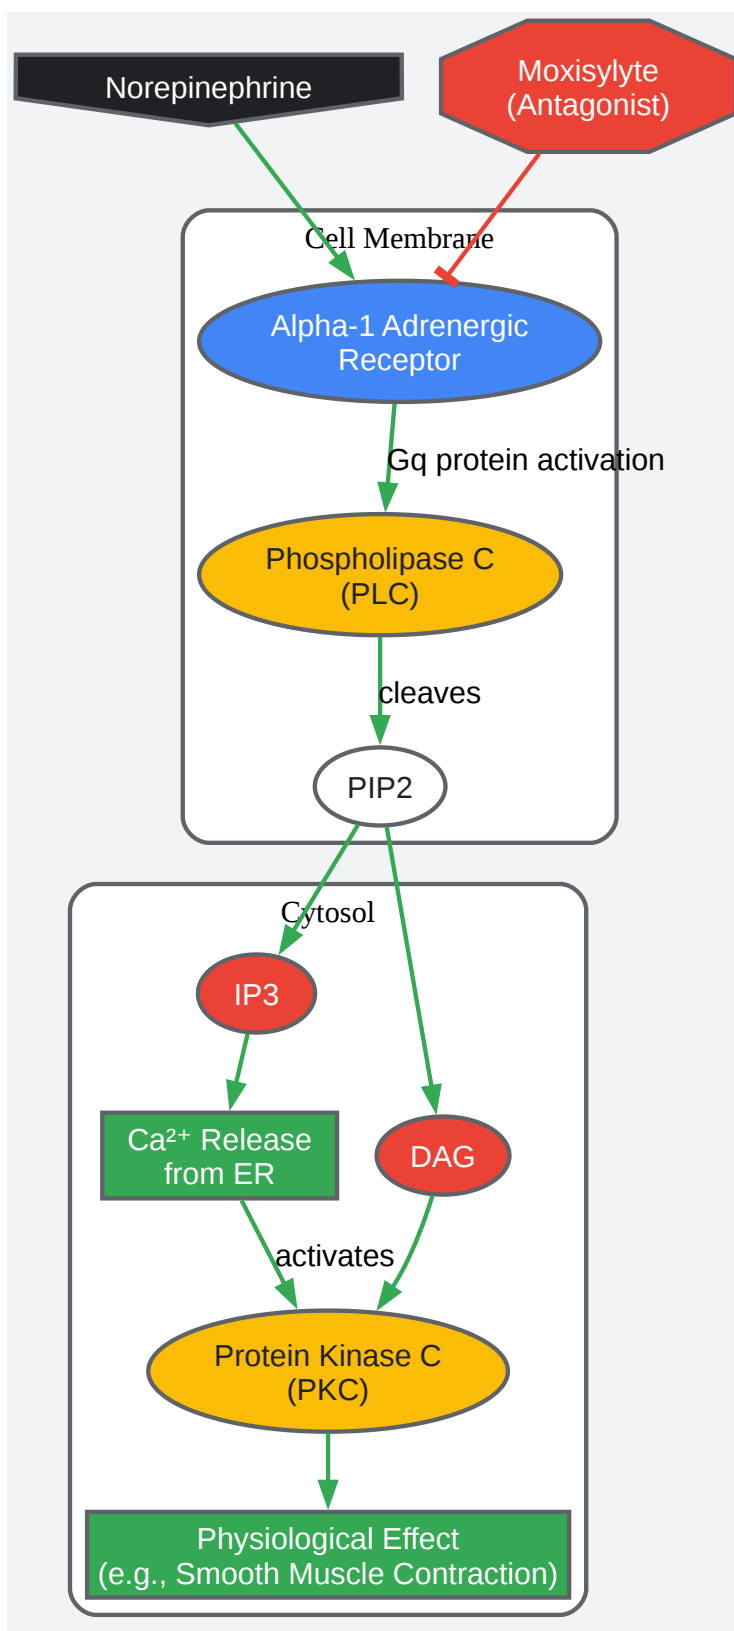 Norepinephrine
Moxisylyte
(Antagonist)
Cell Membrane
Alpha-1 Adrenergic
Receptor
Gq protein activation
Phospholipase C
(PLC)
cleaves
PIP2
Cytosol
IP3
Ca²⁺ Release
from ER
DAG
activates
Protein Kinase C
(PKC)
Physiological Effect
(e.g., Smooth Muscle Contraction)